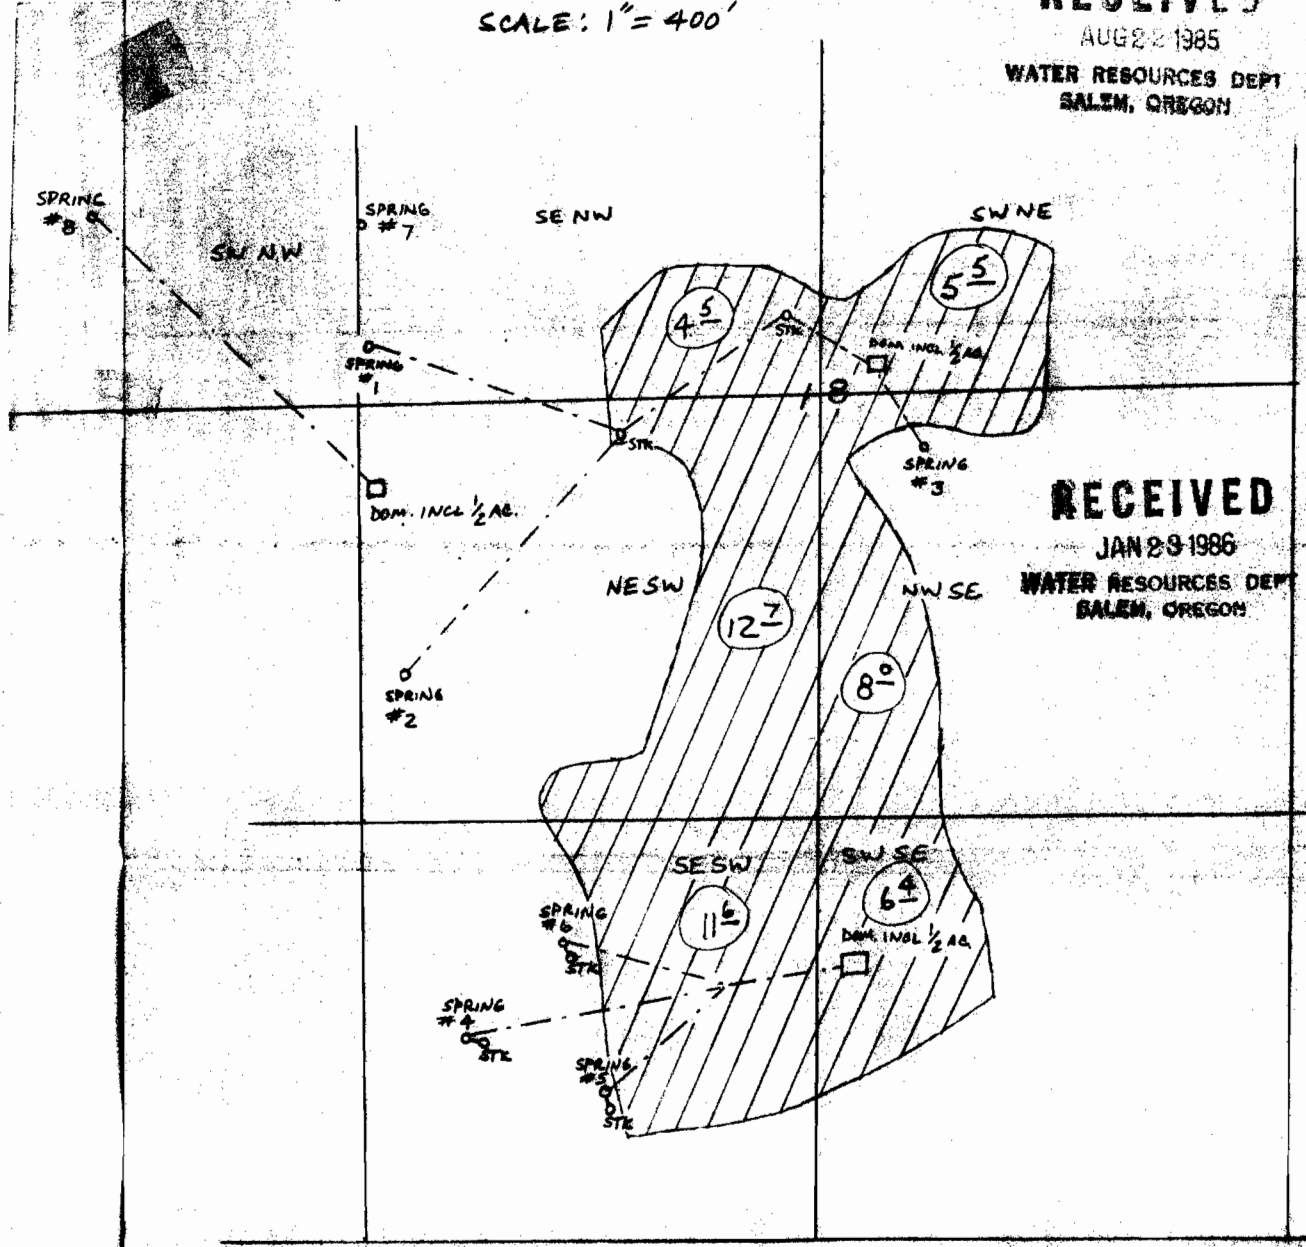 SCALE: 1" = 400'
RECEIVED
AUG 22 1985
WATER RESOURCES DEPT
SALEM, OREGON
SPRING
#8
SPRING
#7
SE NW
SW NE
SW NW
5 5
4 5
STK
DOM. INCL 1/2 AC.
SPRING
#1
18
STK
SPRING
#3
DOM. INCL 1/2 AC.
RECEIVED
JAN 29 1986
WATER RESOURCES DEPT
SALEM, OREGON
NE SW
NW SE
12 7
8 0
SPRING
#2
SE SW
SW SE
6 4
11 6
SPRING
#6
STK
DOM. INCL 1/2 AC.
SPRING
#4
STK
SPRING
#5
STK